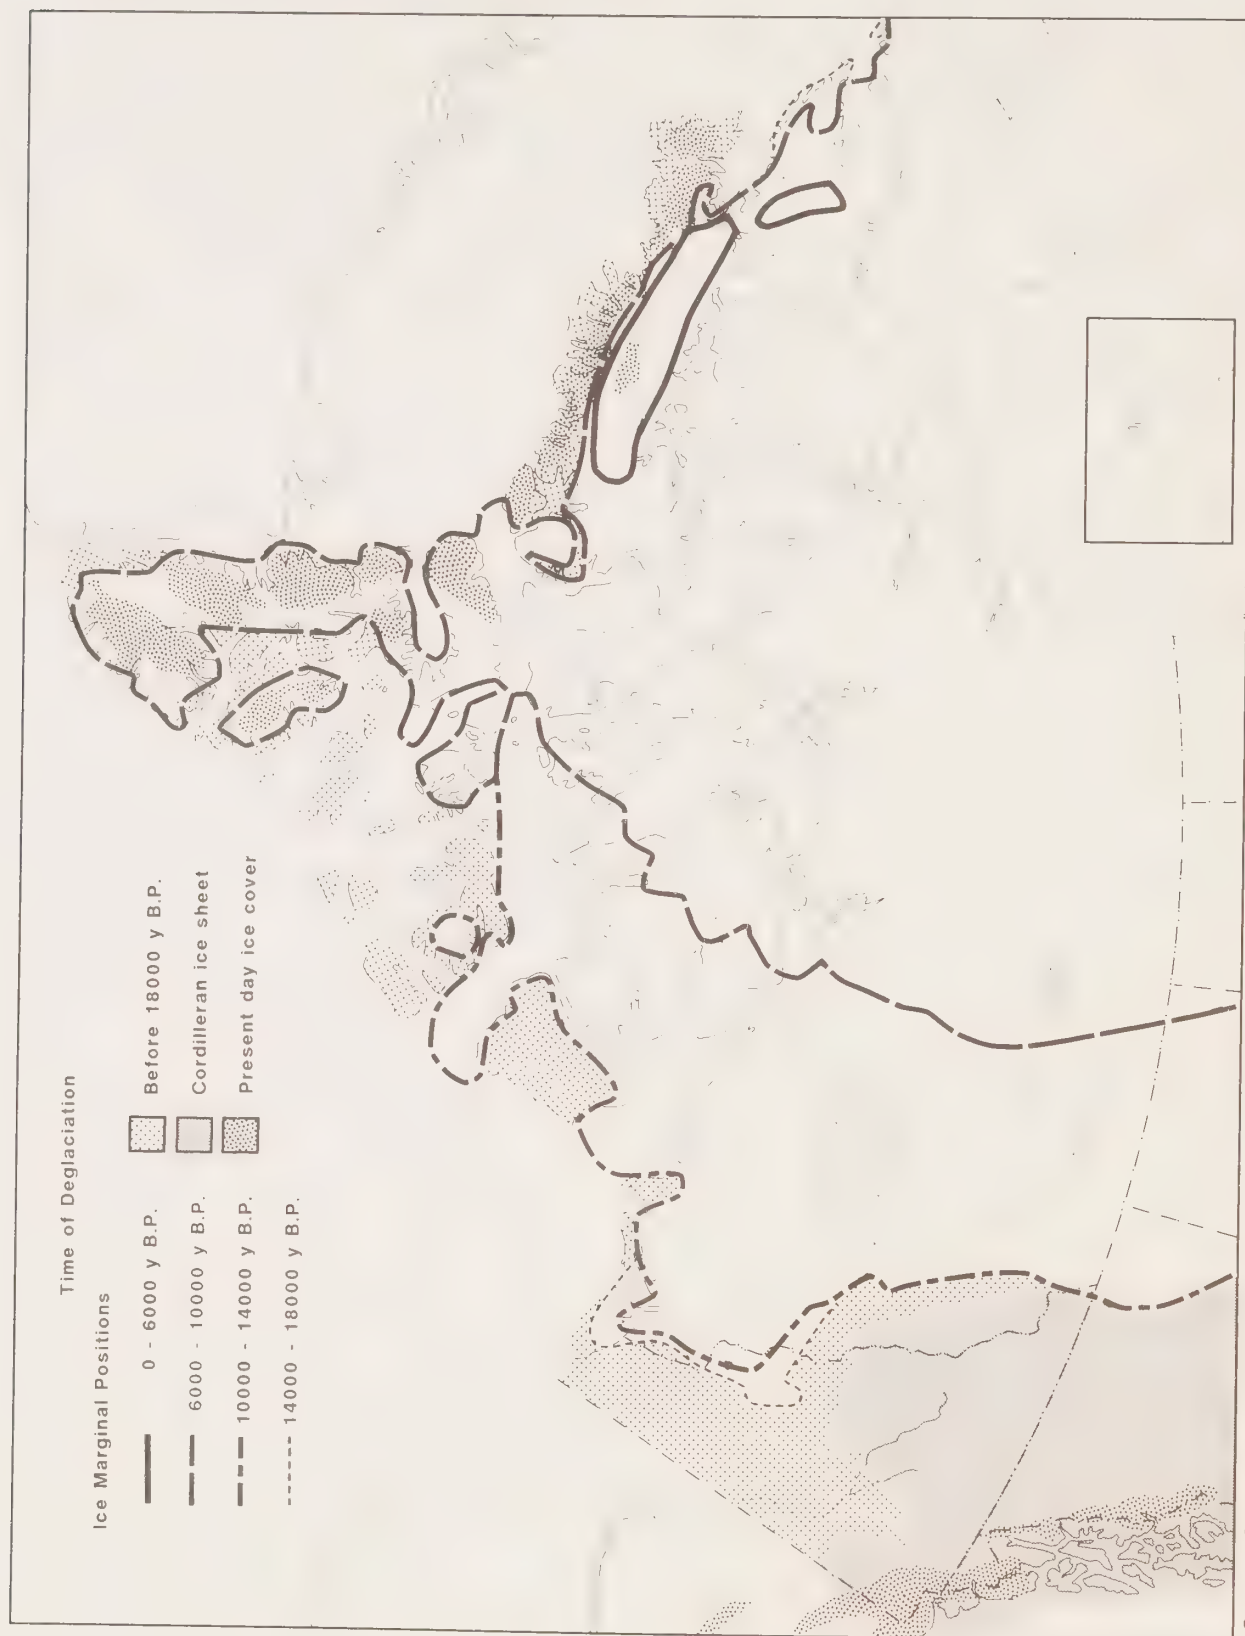 Time of Deglaciation
Ice Marginal Positions
0 - 6000 y B.P.
6000 - 10000 y B.P.
10000 - 14000 y B.P.
14000 - 18000 y B.P.
Before 18000 y B.P.
Cordilleran ice sheet
Present day ice cover